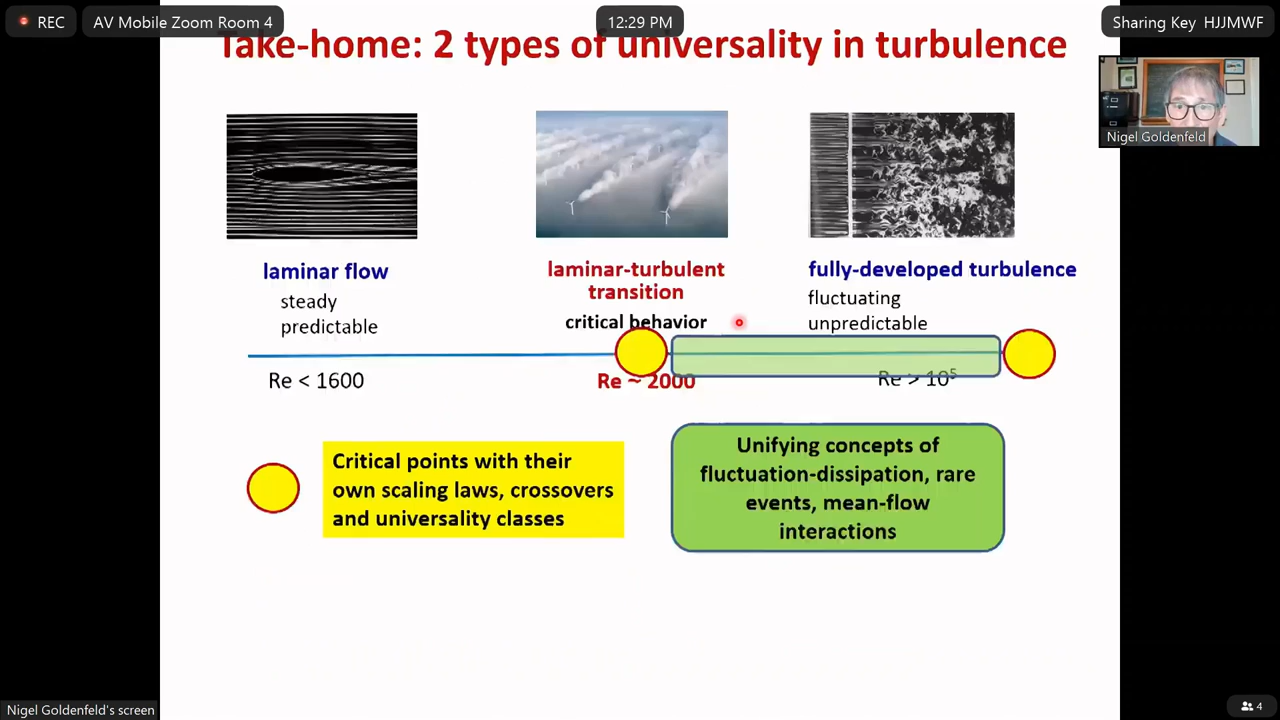 REC
AV Mobile Zoom Room 4
12:29 PM
Sharing Key HJJMWF
Take-home: 2 types of universality in turbulence
Nigel Goldenfeld
laminar flow
steady
predictable
laminar-turbulent
transition
critical behavior
fully-developed turbulence
fluctuating
unpredictable
Re < 1600
Re ~ 2000
Re > 10⁵
Critical points with their
own scaling laws, crossovers
and universality classes
Unifying concepts of
fluctuation-dissipation, rare
events, mean-flow
interactions
Nigel Goldenfeld's screen
4